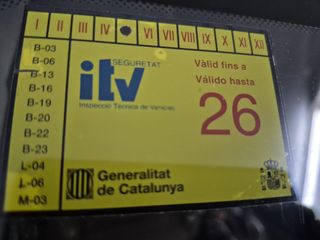 I II III IV VI VII VIII IX X XI XII
B-03
B-06
B-13
B-16
B-19
B-20
B-22
B-23
L-04
L-06
M-03
SEGURETAT
itv
Inspecció Tècnica de Vehicles
Vàlid fins a
Válido hasta
26
Generalitat
de Catalunya